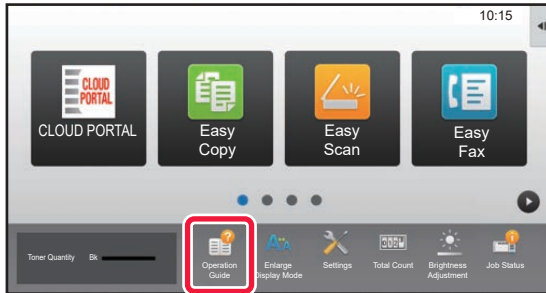 10:15
CLOUD
PORTAL
CLOUD PORTAL
Easy
Copy
Easy
Scan
Easy
Fax
Toner Quantity Bk
Operation
Guide
Enlarge
Display Mode
Settings
Total Count
Brightness
Adjustment
Job Status